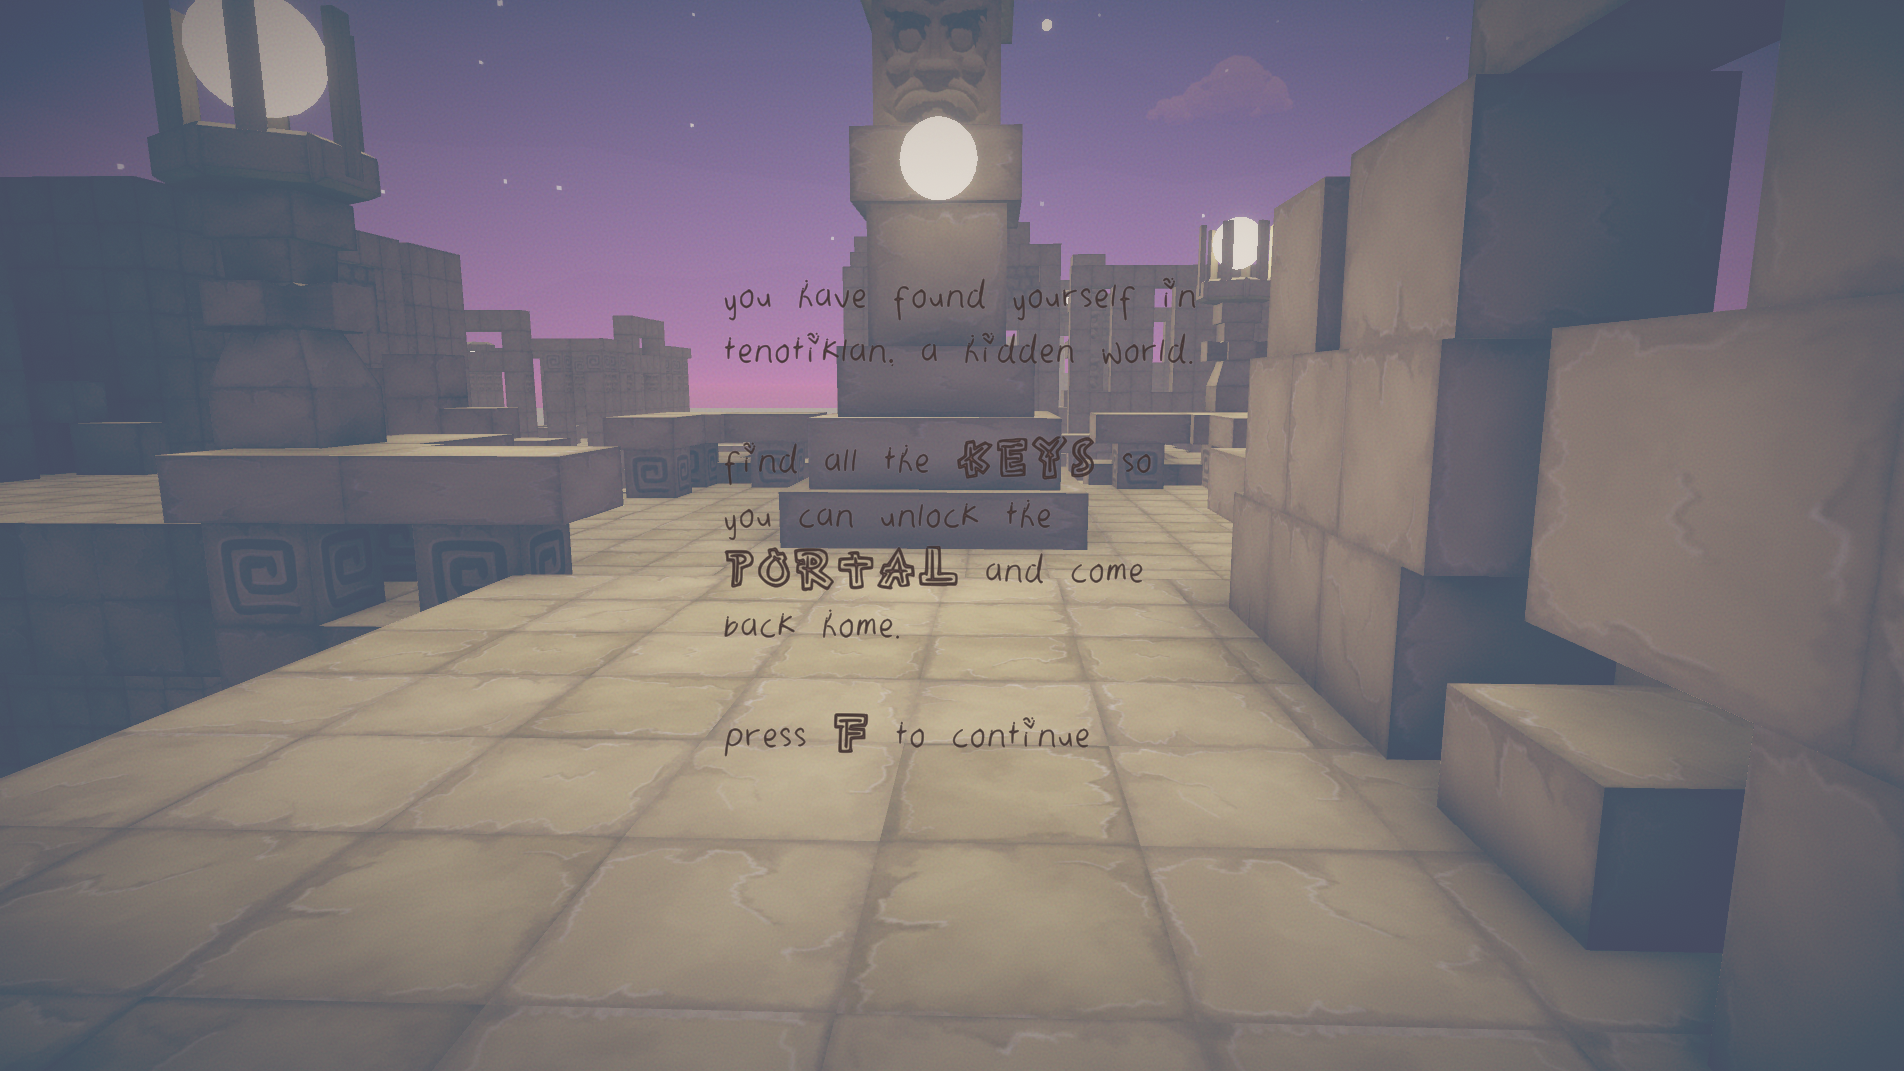 you have found yourself in
tenotiklan. a hidden world.
find all the KEYS so
you can unlock the
PORTAL and come
back home.
press F to continue